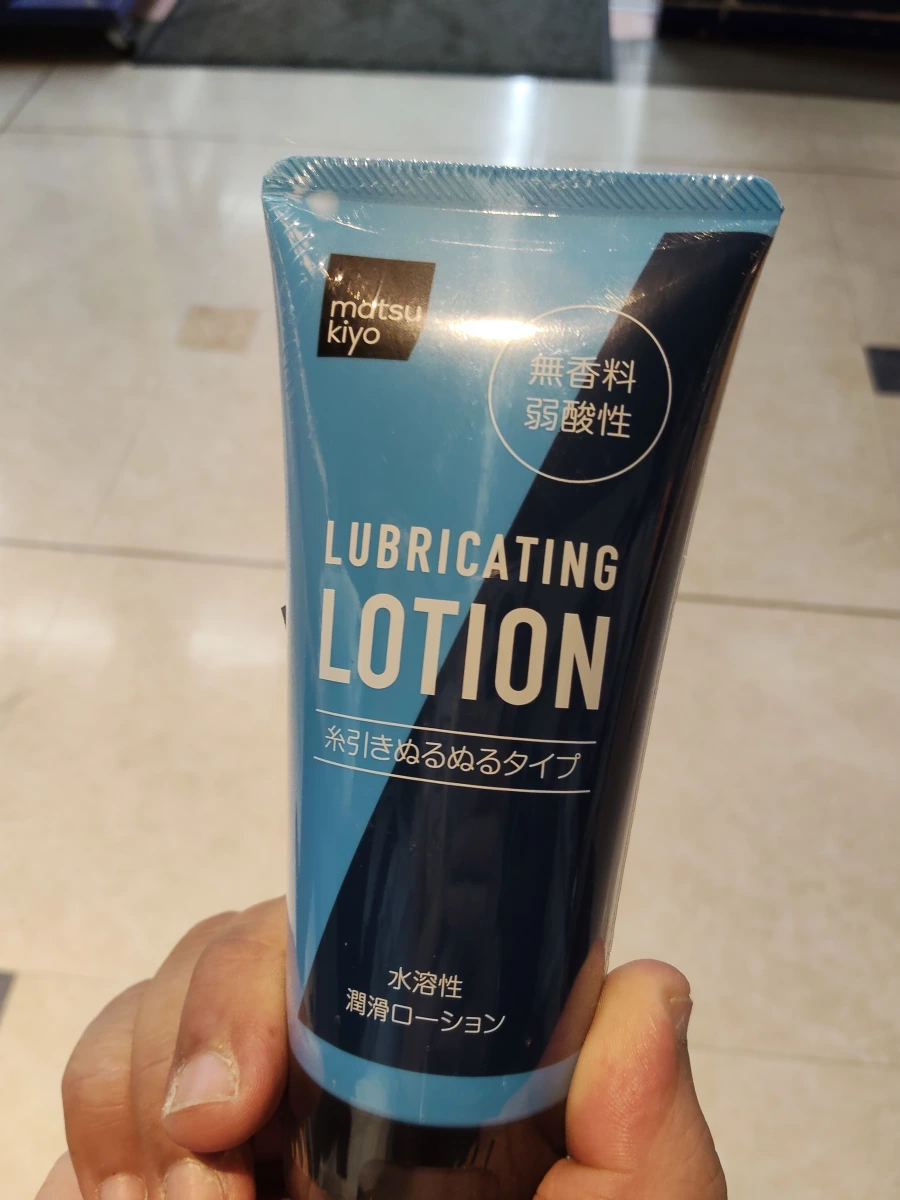 matsu
kiyo
無香料
弱酸性
LUBRICATING
LOTION
糸引きぬるぬるタイプ
水溶性
潤滑ローション